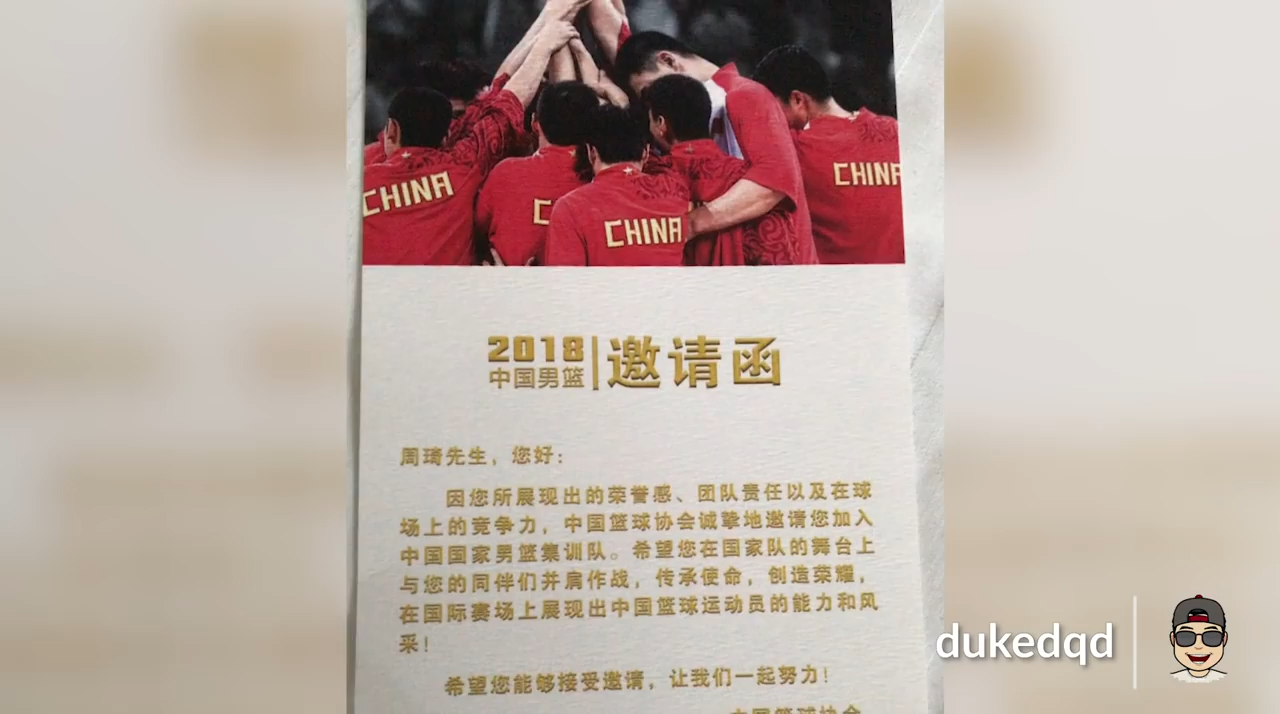 CHINA
C
CHINA
CHINA
2018
中国男篮
邀请函
周琦先生，您好：
因您所展现出的荣誉感、团队责任以及在球
场上的竞争力，中国篮球协会诚挚地邀请您加入
中国国家男篮集训队。希望您在国家队的舞台上
与您的同伴们并肩作战，传承使命，创造荣耀，
在国际赛场上展现出中国篮球运动员的能力和风
采！
希望您能够接受邀请，让我们一起努力！
中国篮球协会
dukedqd